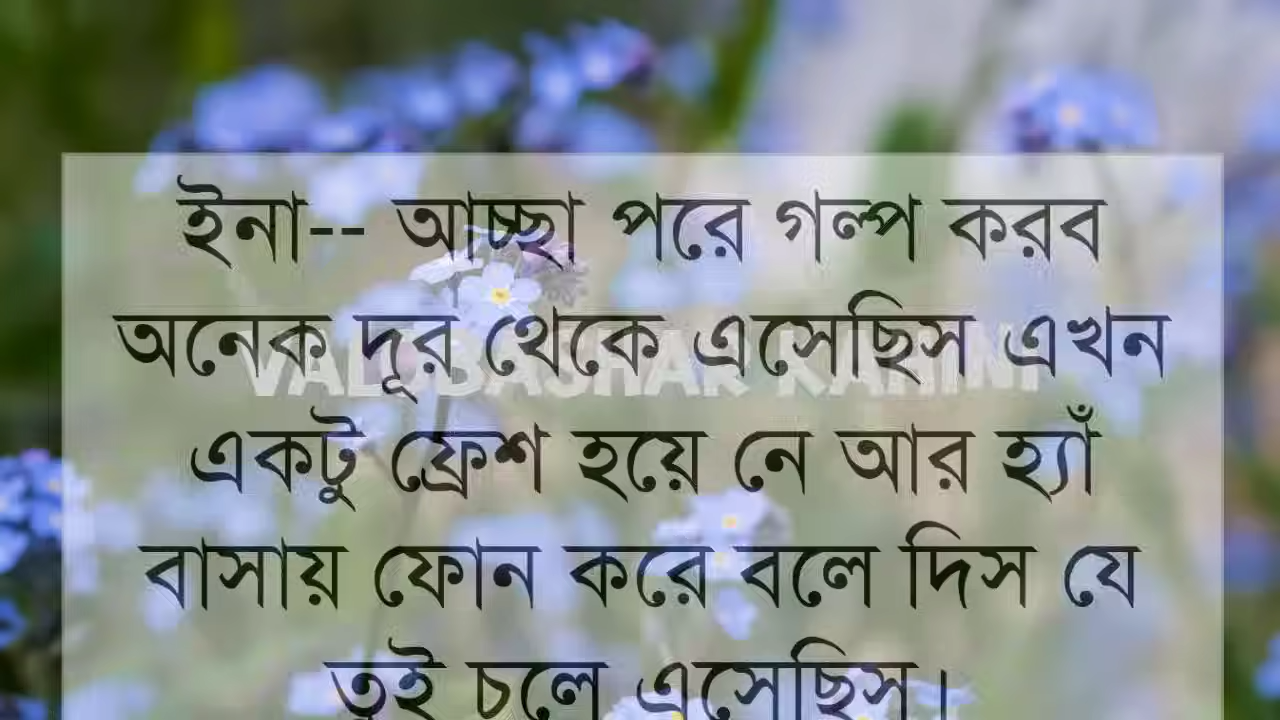 ইনা-- আচ্ছা পরে গল্প করব
অনেক দূর থেকে এসেছিস এখন
VALOBASHAR KAHINI
একটু ফ্রেশ হয়ে নে আর হ্যাঁ
বাসায় ফোন করে বলে দিস যে
তুই চলে এসেছিস।